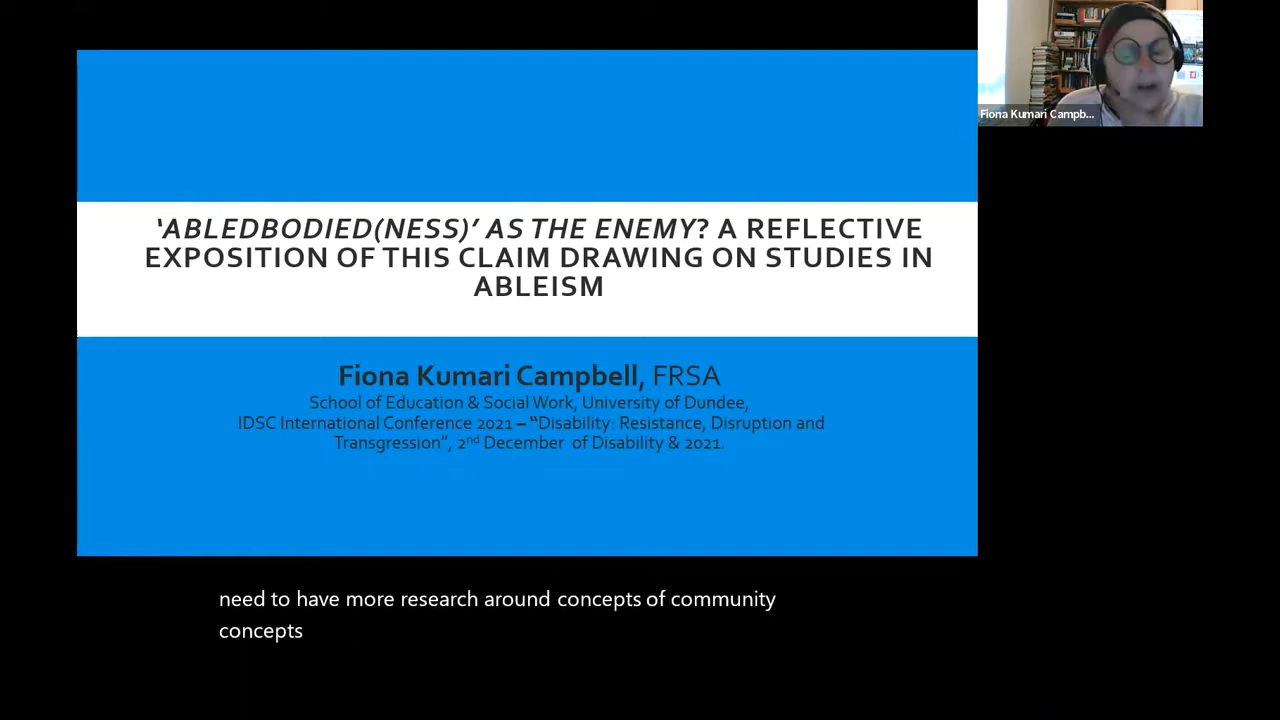 ‘ABLEDBODIED(NESS)’ AS THE ENEMY? A REFLECTIVE
EXPOSITION OF THIS CLAIM DRAWING ON STUDIES IN
ABLEISM
Fiona Kumari Campbell, FRSA
School of Education & Social Work, University of Dundee,
IDSC International Conference 2021 – “Disability: Resistance, Disruption and
Transgression”, 2nd December of Disability & 2021.
Fiona Kumari Campb...
need to have more research around concepts of community
concepts